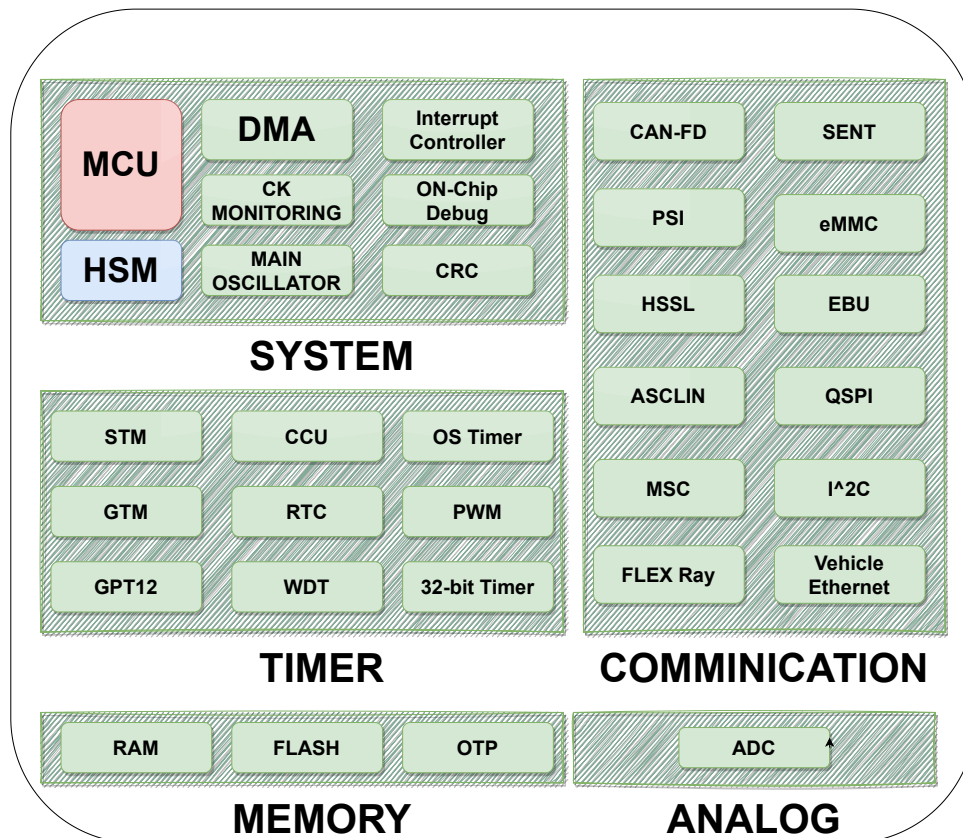 MCU
DMA
Interrupt
Controller
CK
MONITORING
ON-Chip
Debug
HSM
MAIN
OSCILLATOR
CRC
SYSTEM
CAN-FD
SENT
PSI
eMMC
HSSL
EBU
ASCLIN
QSPI
MSC
I^2C
FLEX Ray
Vehicle
Ethernet
COMMINICATION
STM
CCU
OS Timer
GTM
RTC
PWM
GPT12
WDT
32-bit Timer
TIMER
RAM
FLASH
OTP
MEMORY
ADC
ANALOG